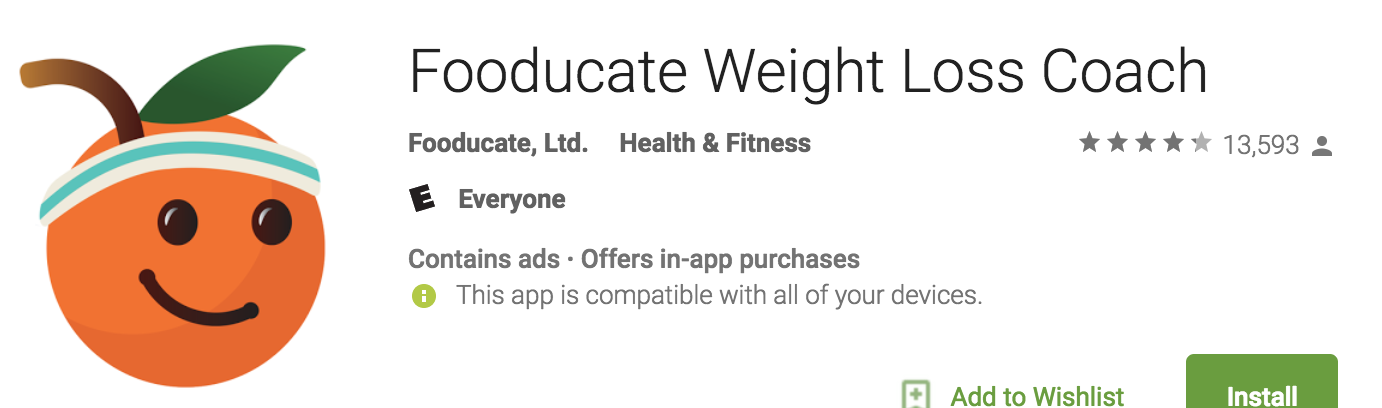 Fooducate Weight Loss Coach
Fooducate, Ltd. Health & Fitness 13,593
E Everyone
Contains ads · Offers in-app purchases
This app is compatible with all of your devices.
Add to Wishlist Install